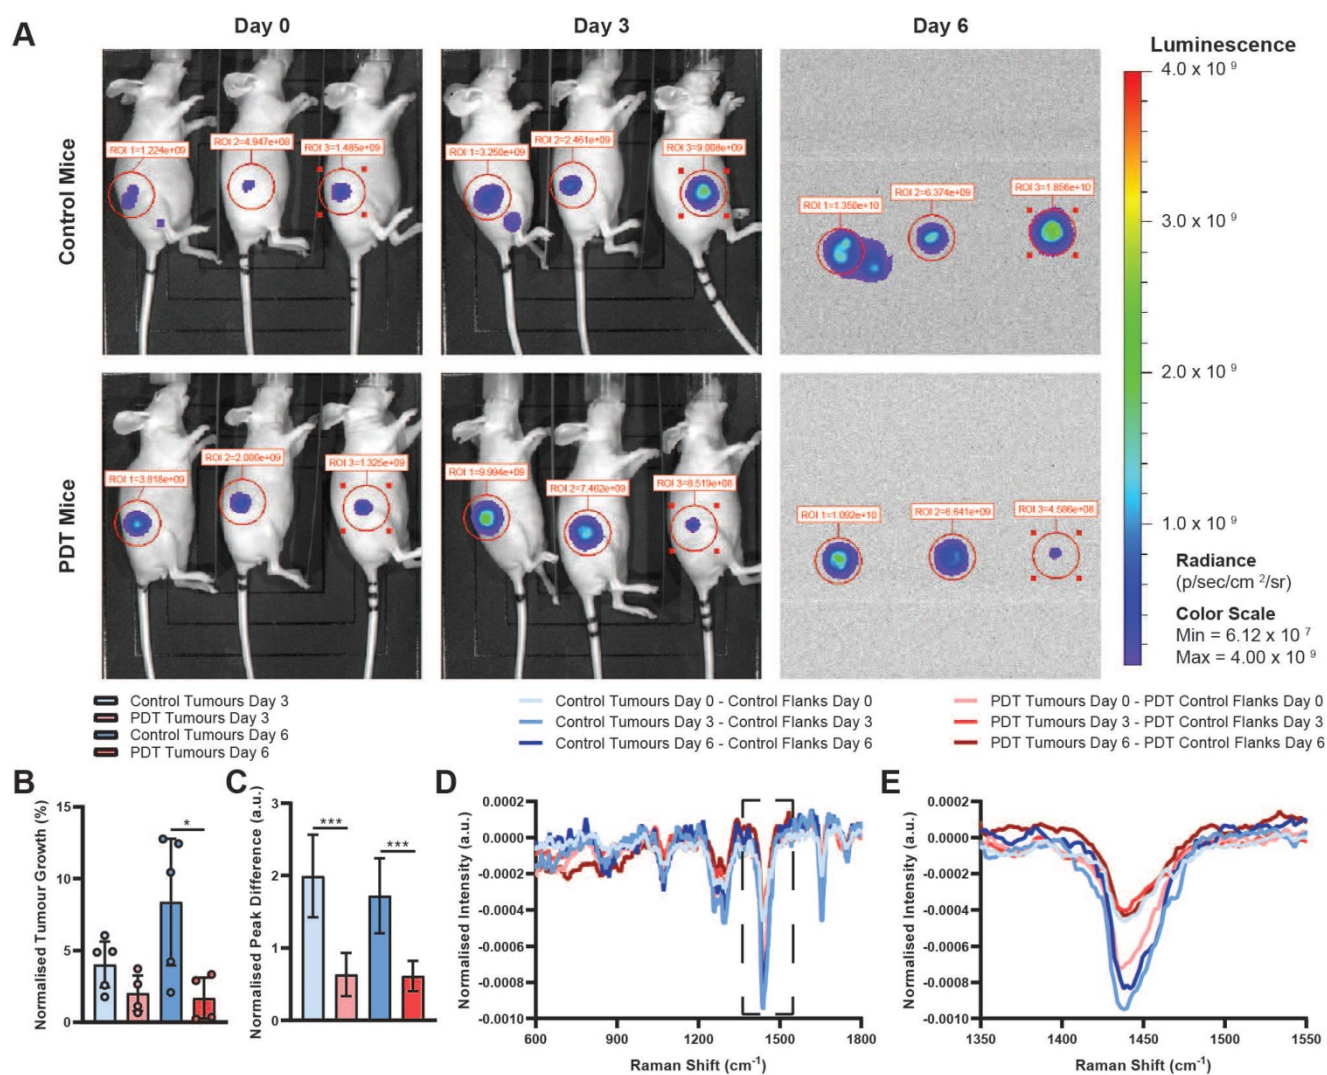 A
Day 0
Day 3
Day 6
Luminescence
Control Mice
ROI 1=1.224e+09
ROI 2=4.947e+08
ROI 3=1.485e+09
ROI 1=3.250e+09
ROI 2=2.461e+09
ROI 3=9.008e+09
ROI 1=1.350e+10
ROI 2=6.374e+09
ROI 3=1.856e+10
4.0 x 10 9
3.0 x 10 9
2.0 x 10 9
1.0 x 10 9
PDT Mice
ROI 1=3.818e+09
ROI 2=2.000e+09
ROI 3=1.325e+09
ROI 1=9.994e+09
ROI 2=7.462e+09
ROI 3=8.519e+08
ROI 1=1.092e+10
ROI 2=6.641e+09
ROI 3=4.586e+08
Radiance
(p/sec/cm 2/sr)
Color Scale
Min = 6.12 x 10 7
Max = 4.00 x 10 9
Control Tumours Day 3
PDT Tumours Day 3
Control Tumours Day 6
PDT Tumours Day 6
Control Tumours Day 0 - Control Flanks Day 0
Control Tumours Day 3 - Control Flanks Day 3
Control Tumours Day 6 - Control Flanks Day 6
PDT Tumours Day 0 - PDT Control Flanks Day 0
PDT Tumours Day 3 - PDT Control Flanks Day 3
PDT Tumours Day 6 - PDT Control Flanks Day 6
B
Normalised Tumour Growth (%)
15
10
5
0
*
C
Normalised Peak Difference (a.u.)
3
2
1
0
***
***
D
Normalised Intensity (a.u.)
0.0002
0.0000
-0.0002
-0.0004
-0.0006
-0.0008
-0.0010
600
900
1200
1500
1800
Raman Shift (cm-1)
E
Normalised Intensity (a.u.)
0.0002
0.0000
-0.0002
-0.0004
-0.0006
-0.0008
-0.0010
1350
1400
1450
1500
1550
Raman Shift (cm-1)